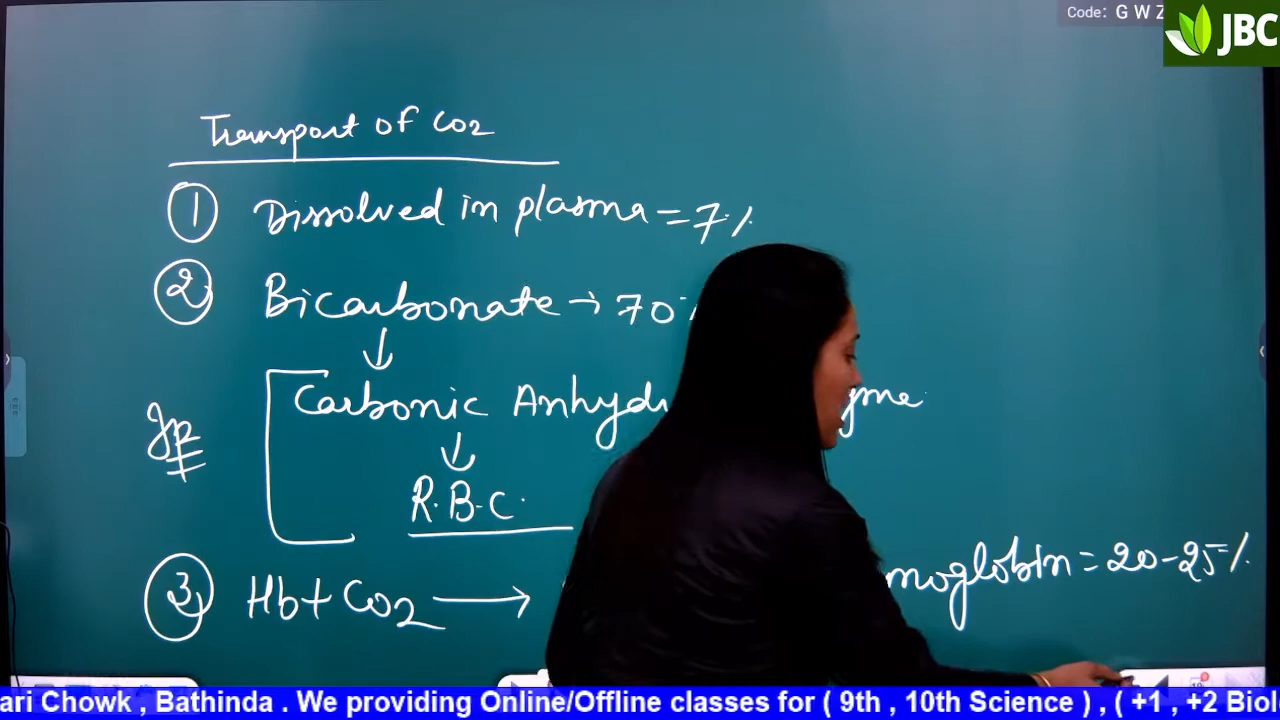 Code: G W Z
JBC
Transport of CO2
1 Dissolved in plasma = 7%
2 Bicarbonate → 70%
↓
Carbonic Anhyd yme
↓
R.B.C.
3 Hb + CO2 → moglobin = 20-25%
ari Chowk , Bathinda . We providing Online/Offline classes for ( 9th , 10th Science ) , ( +1 , +2 Biol